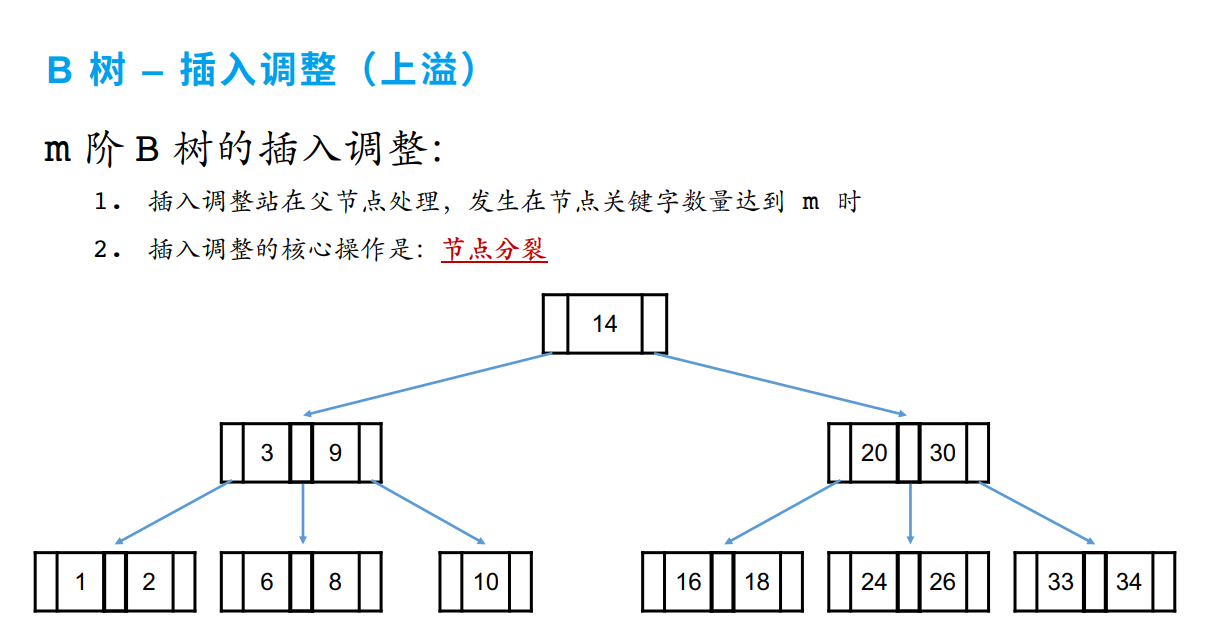 B 树 – 插入调整（上溢）
m 阶 B 树的插入调整：
1. 插入调整站在父节点处理，发生在节点关键字数量达到 m 时
2. 插入调整的核心操作是：节点分裂
14
3 9 20 30
1 2 6 8 10 16 18 24 26 33 34